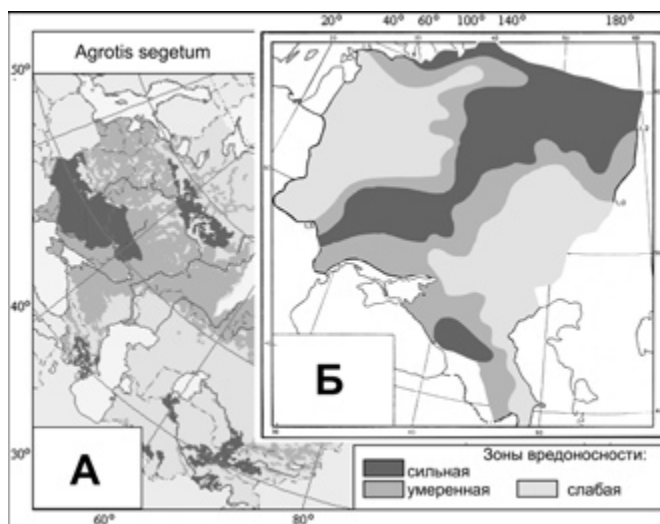 20° 40° 60° 100° 140° 180°
Agrotis segetum
50°
40°
30°
А
Б
Зоны вредоносности:
сильная
умеренная
слабая
60°
80°